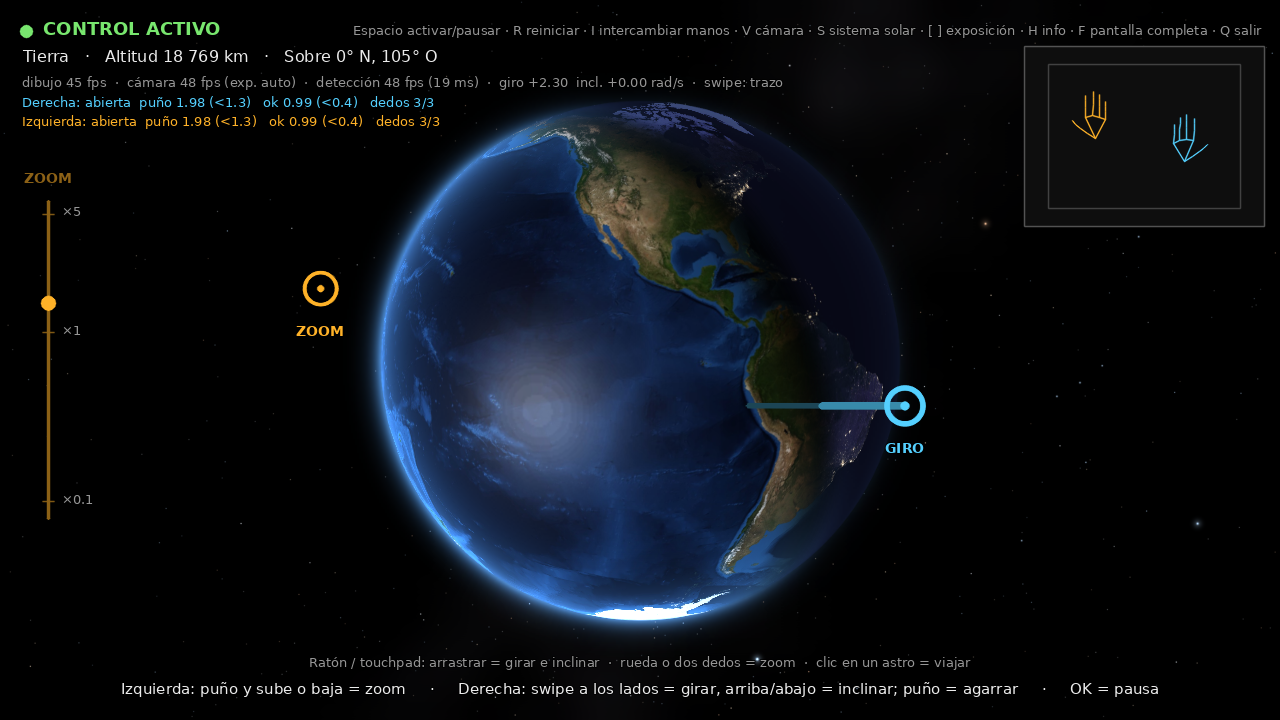 CONTROL ACTIVO
Espacio activar/pausar · R reiniciar · I intercambiar manos · V cámara · S sistema solar · [ ] exposición · H info · F pantalla completa · Q salir
Tierra · Altitud 18 769 km · Sobre 0° N, 105° O
dibujo 45 fps · cámara 48 fps (exp. auto) · detección 48 fps (19 ms) · giro +2.30 incl. +0.00 rad/s · swipe: trazo
Derecha: abierta puño 1.98 (<1.3) ok 0.99 (<0.4) dedos 3/3
Izquierda: abierta puño 1.98 (<1.3) ok 0.99 (<0.4) dedos 3/3
ZOOM
×5
×1
×0.1
ZOOM
GIRO
Ratón / touchpad: arrastrar = girar e inclinar · rueda o dos dedos = zoom · clic en un astro = viajar
Izquierda: puño y sube o baja = zoom · Derecha: swipe a los lados = girar, arriba/abajo = inclinar; puño = agarrar · OK = pausa